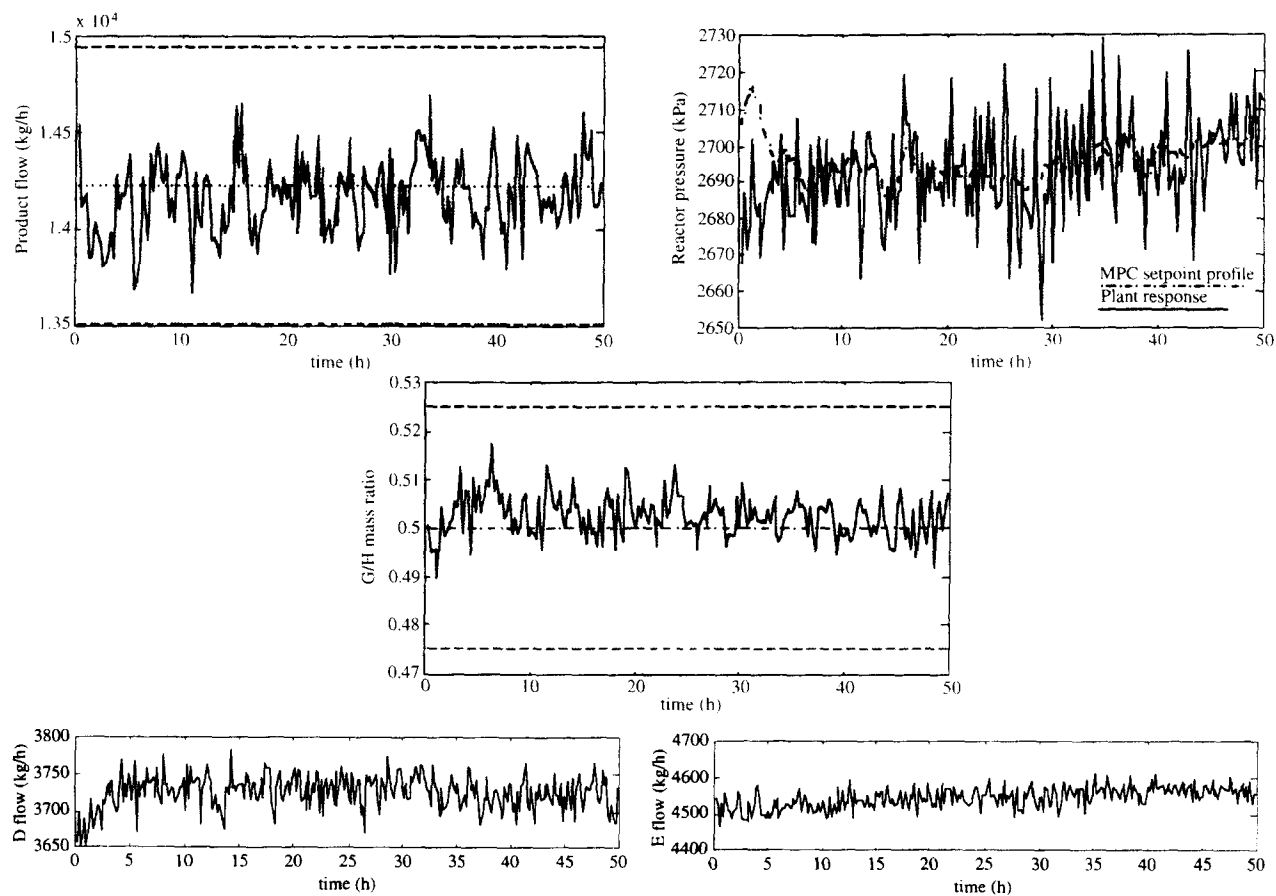 x 10⁴
1.5
1.45
1.4
1.35
Product flow (kg/h)
0 10 20 30 40 50
time (h)
2730
2720
2710
2700
2690
2680
2670
2660
2650
Reactor pressure (kPa)
MPC setpoint profile
Plant response
0 10 20 30 40 50
time (h)
0.53
0.52
0.51
0.5
0.49
0.48
0.47
G/H mass ratio
0 10 20 30 40 50
time (h)
3800
3750
3700
3650
D flow (kg/h)
0 5 10 15 20 25 30 35 40 45 50
time (h)
4700
4600
4500
4400
E flow (kg/h)
0 5 10 15 20 25 30 35 40 45 50
time (h)